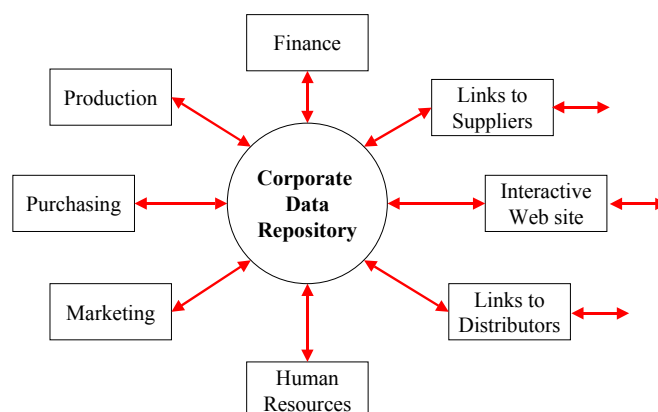 Finance
Production
Links to
Suppliers
Purchasing
Corporate
Data
Repository
Interactive
Web site
Marketing
Links to
Distributors
Human
Resources